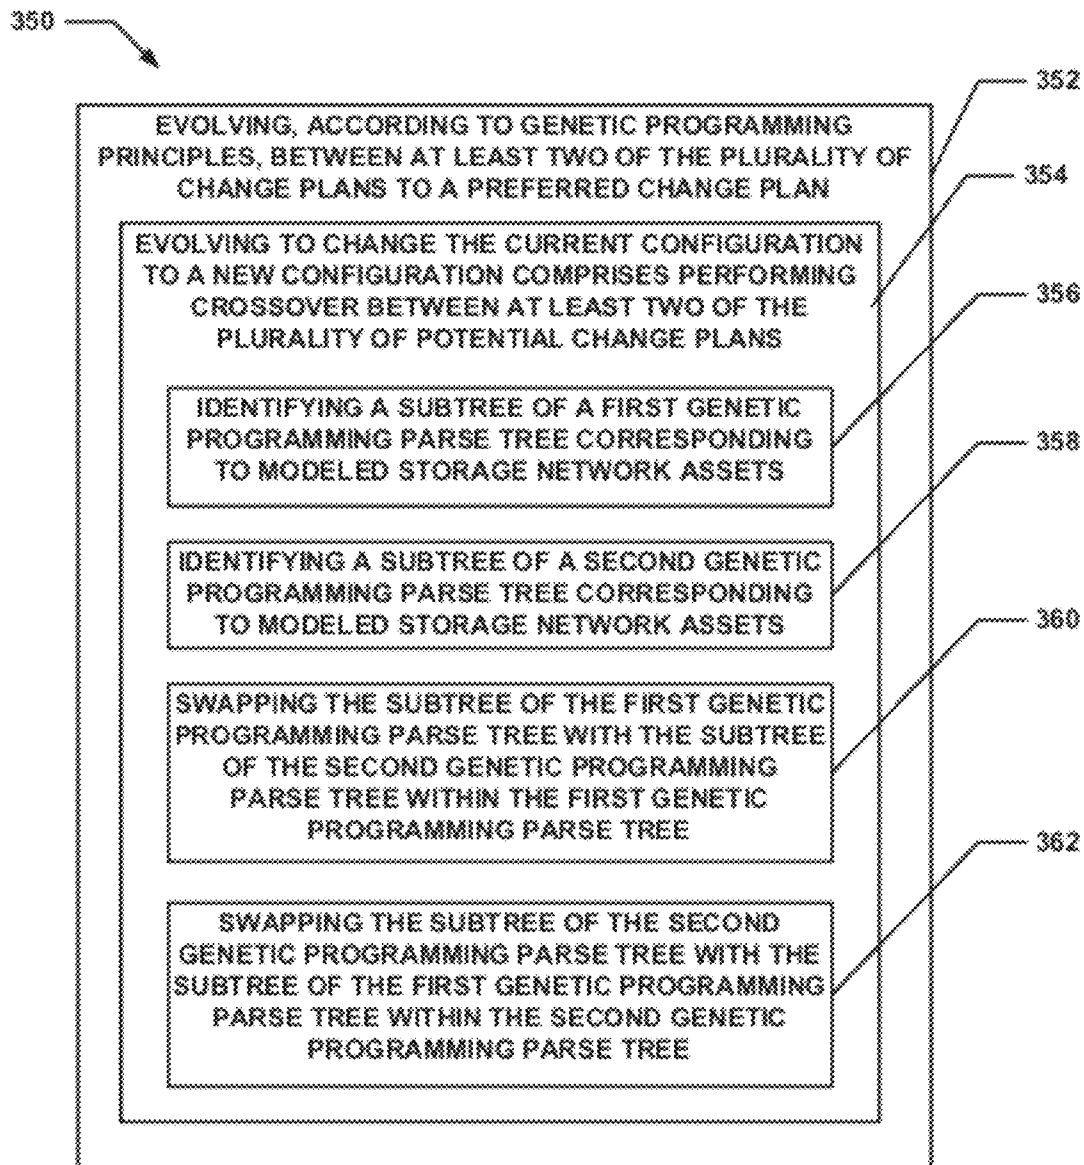 350
352
EVOLVING, ACCORDING TO GENETIC PROGRAMMING
PRINCIPLES, BETWEEN AT LEAST TWO OF THE PLURALITY OF
CHANGE PLANS TO A PREFERRED CHANGE PLAN
354
EVOLVING TO CHANGE THE CURRENT CONFIGURATION
TO A NEW CONFIGURATION COMPRISES PERFORMING
CROSSOVER BETWEEN AT LEAST TWO OF THE
PLURALITY OF POTENTIAL CHANGE PLANS
356
IDENTIFYING A SUBTREE OF A FIRST GENETIC
PROGRAMMING PARSE TREE CORRESPONDING
TO MODELED STORAGE NETWORK ASSETS
358
IDENTIFYING A SUBTREE OF A SECOND GENETIC
PROGRAMMING PARSE TREE CORRESPONDING
TO MODELED STORAGE NETWORK ASSETS
360
SWAPPING THE SUBTREE OF THE FIRST GENETIC
PROGRAMMING PARSE TREE WITH THE SUBTREE
OF THE SECOND GENETIC PROGRAMMING
PARSE TREE WITHIN THE FIRST GENETIC
PROGRAMMING PARSE TREE
362
SWAPPING THE SUBTREE OF THE SECOND
GENETIC PROGRAMMING PARSE TREE WITH THE
SUBTREE OF THE FIRST GENETIC PROGRAMMING
PARSE TREE WITHIN THE SECOND GENETIC
PROGRAMMING PARSE TREE